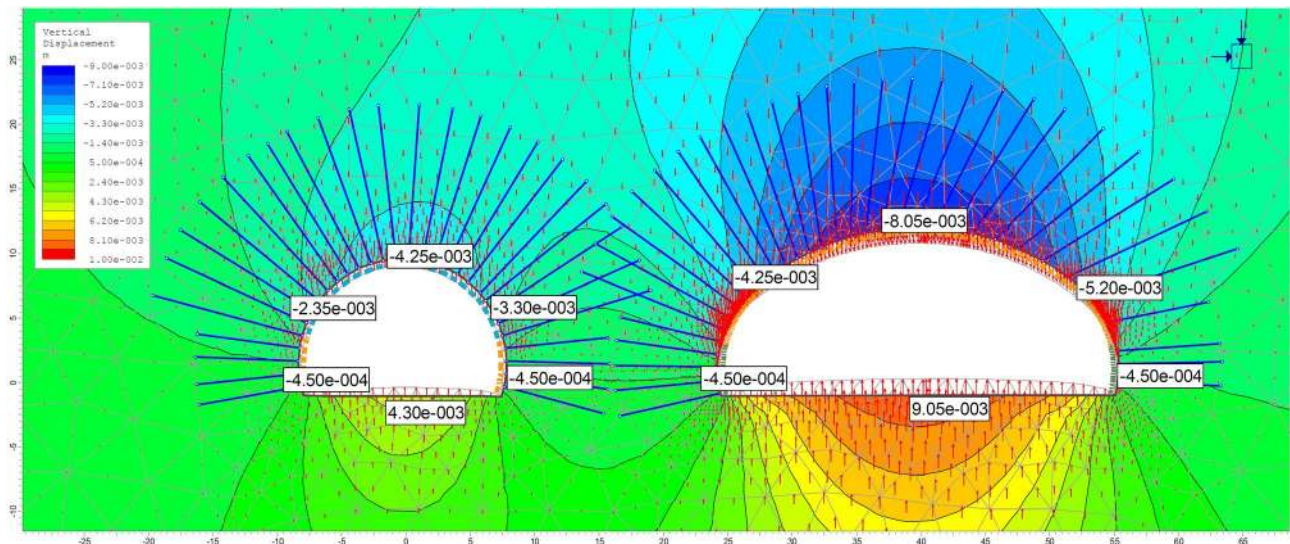 Vertical
Displacement
m
-9.00e-003
-7.10e-003
-5.20e-003
-3.30e-003
-1.40e-003
5.00e-004
2.40e-003
4.30e-003
6.20e-003
8.10e-003
1.00e-002
-4.25e-003
-2.35e-003
-3.30e-003
-4.50e-004
-4.50e-004
4.30e-003
-8.05e-003
-4.25e-003
-5.20e-003
-4.50e-004
-4.50e-004
9.05e-003
25
20
15
10
5
0
-5
-10
-25 -20 -15 -10 -5 0 5 10 15 20 25 30 35 40 45 50 55 60 65